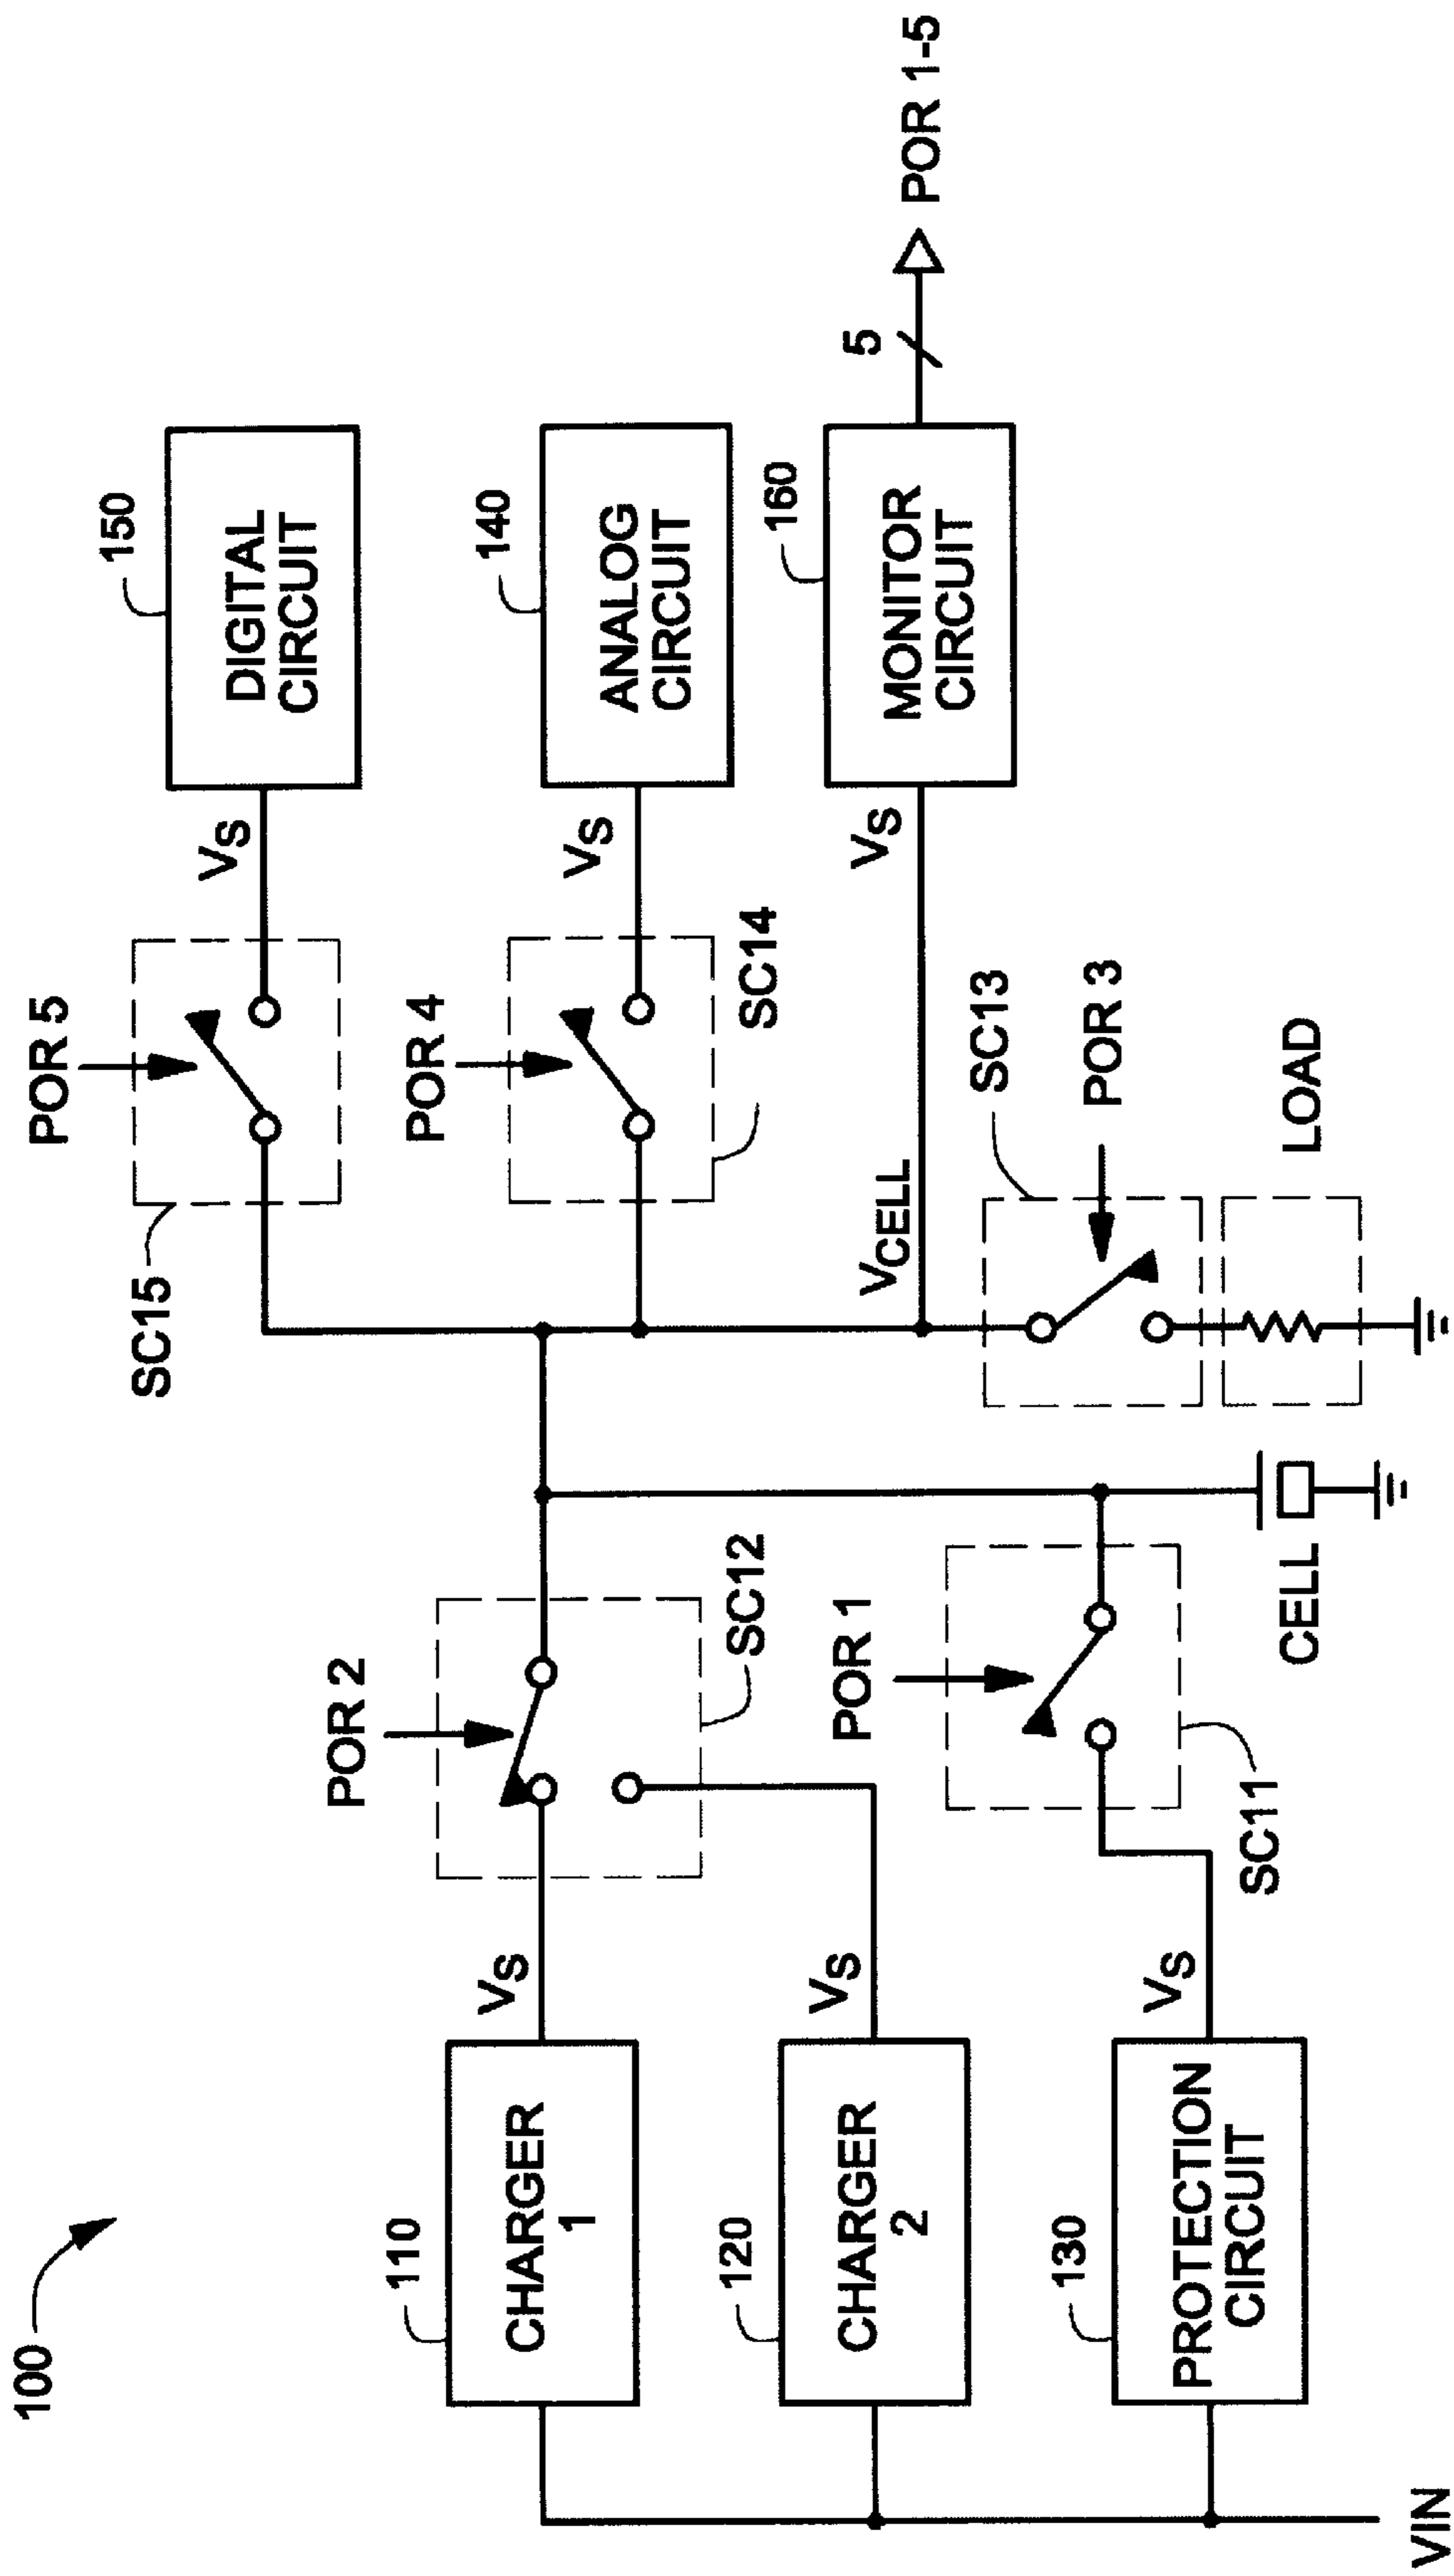 100
POR 5
SC15
VS
150
DIGITAL
CIRCUIT
POR 4
SC14
VS
140
ANALOG
CIRCUIT
POR 2
SC12
110
CHARGER
1
VS
VCELL
VS
160
MONITOR
CIRCUIT
5
POR 1-5
120
CHARGER
2
VS
POR 1
SC11
SC13
POR 3
130
PROTECTION
CIRCUIT
VS
CELL
LOAD
VIN